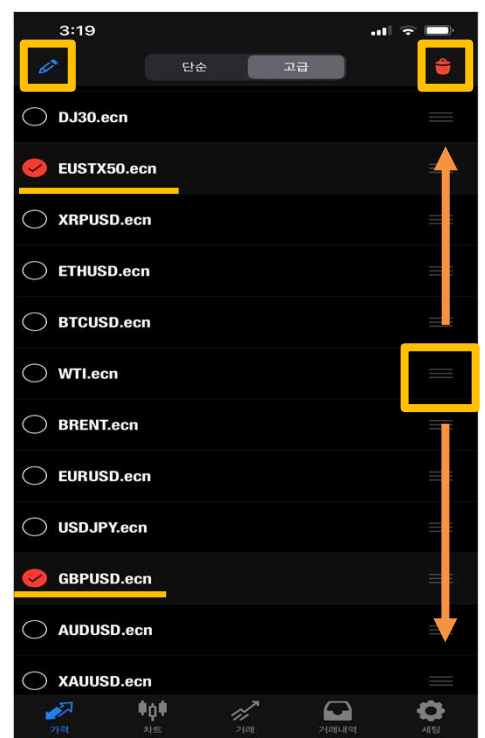 3:19
단순 고급
DJ30.ecn
EUSTX50.ecn
XRPUSD.ecn
ETHUSD.ecn
BTCUSD.ecn
WTI.ecn
BRENT.ecn
EURUSD.ecn
USDJPY.ecn
GBPUSD.ecn
AUDUSD.ecn
XAUUSD.ecn
가격 차트 거래 거래내역 세팅